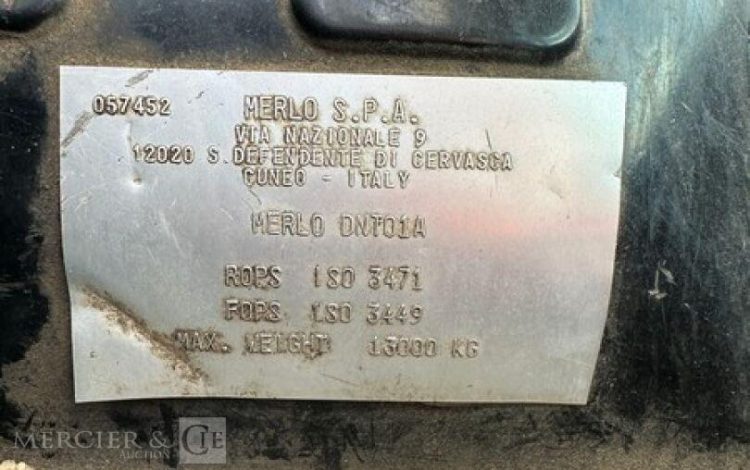 057452 MERLO S.P.A.
VIA NAZIONALE 9
12020 S.DEFENDENTE DI CERVASCA
CUNEO - ITALY
MERLO DNT01A
ROPS ISO 3471
FOPS ISO 3449
MAX. WEIGHT 13000 KG
MERCIER & CIE
AUCTION